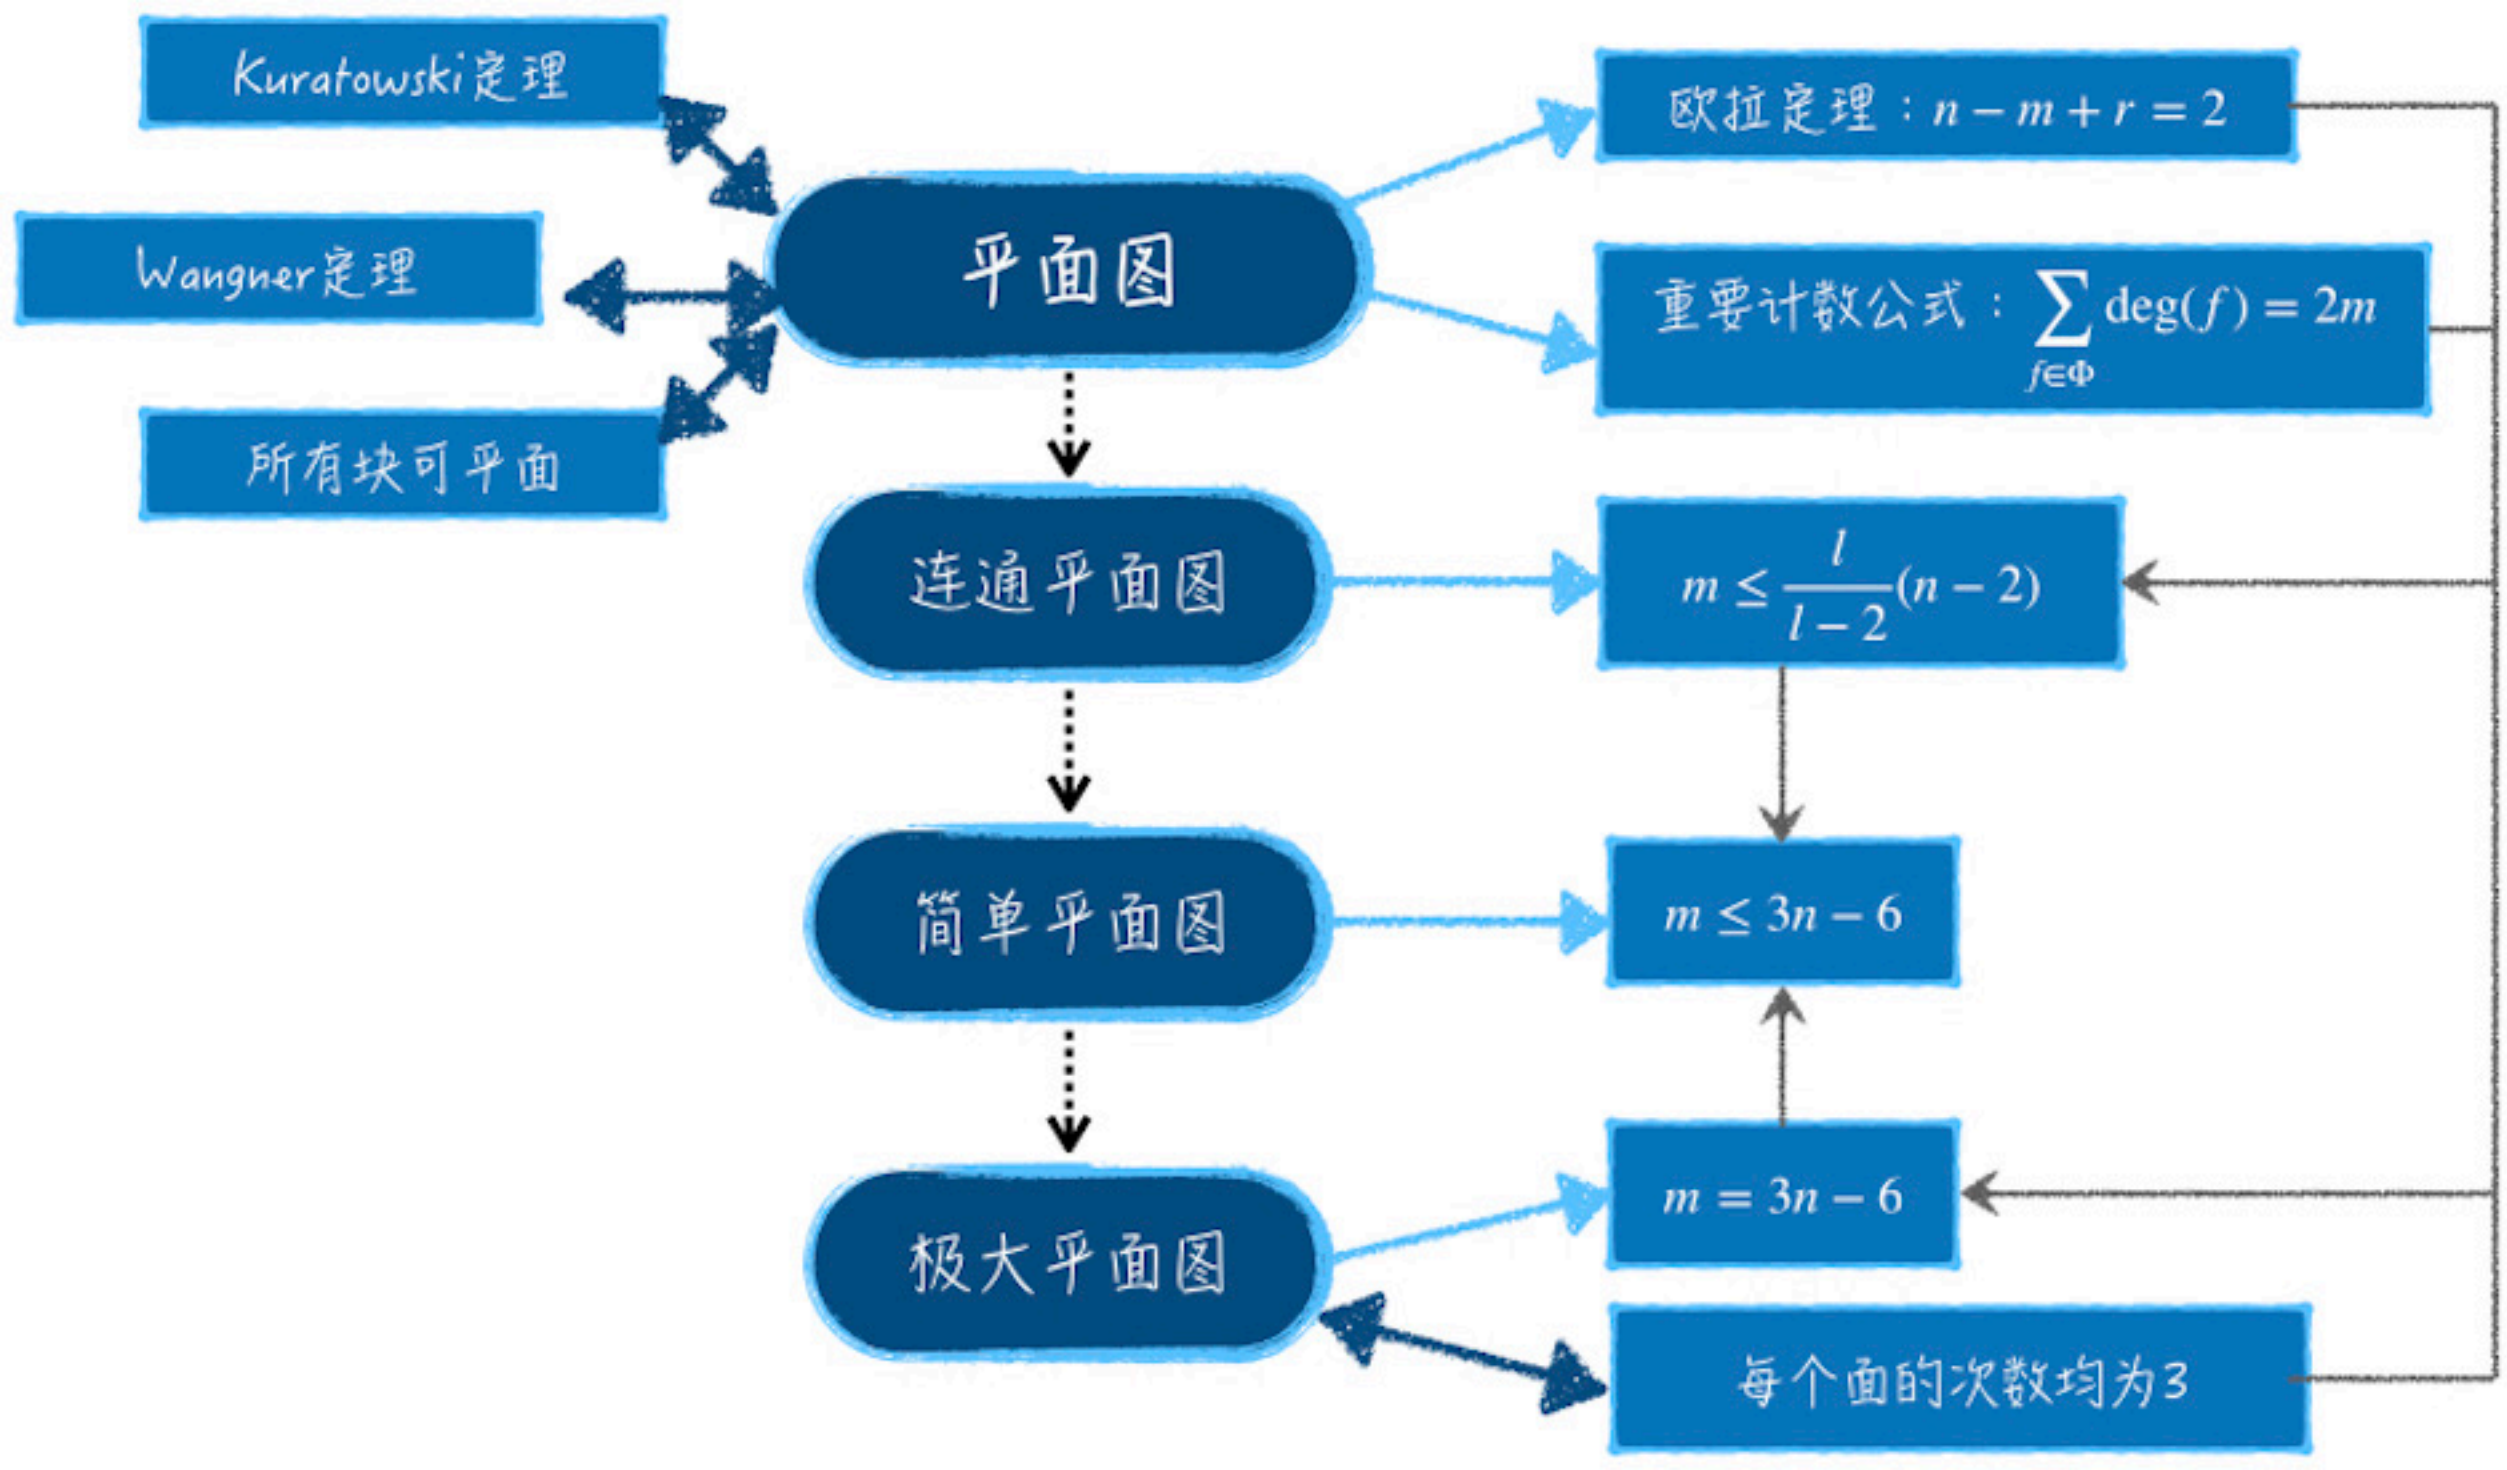 Kuratowski定理
Wangner定理
所有块可平面
平面图
欧拉定理：n − m + r = 2
重要计数公式：∑ deg(f) = 2m
f∈Φ
连通平面图
m ≤ l/(l − 2) (n − 2)
简单平面图
m ≤ 3n − 6
极大平面图
m = 3n − 6
每个面的次数均为3